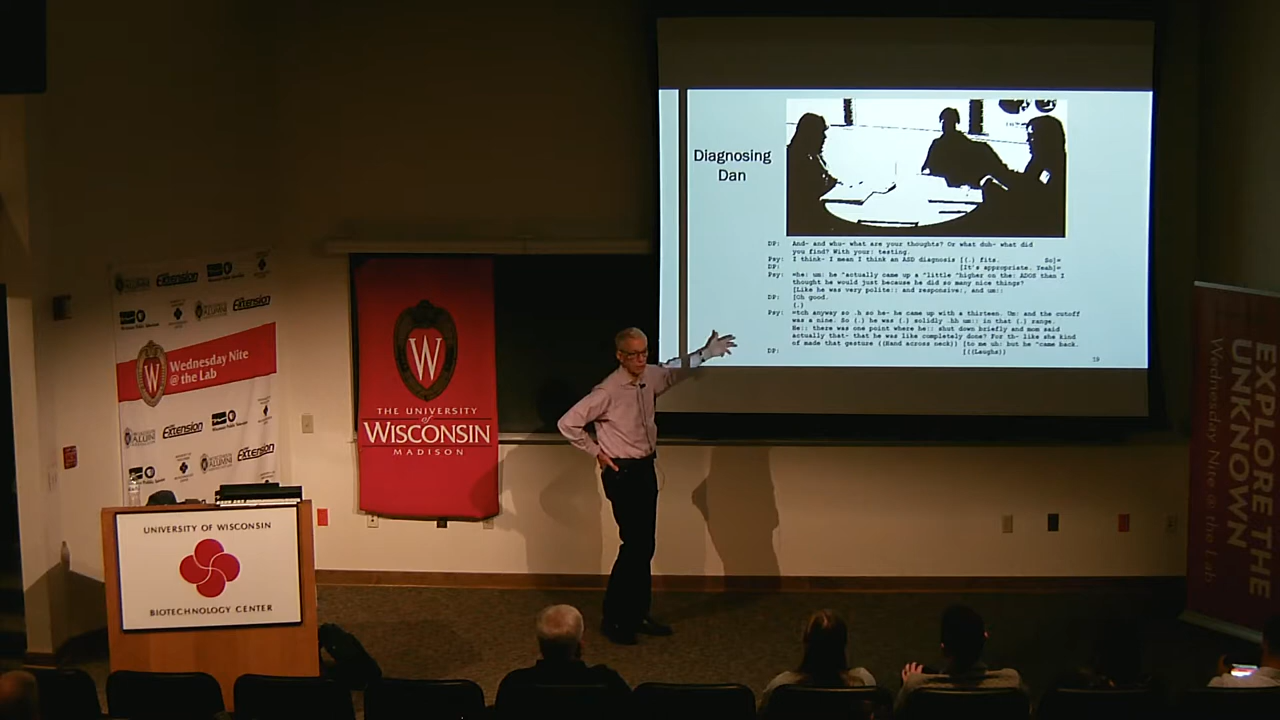 Diagnosing
Dan
DP: And- and whu- what are your thoughts? Or what duh- what did
you find? With your: testing.
Psy: I think- I mean I think an ASD diagnosis [(.) fits. So]=
DP: [It's appropriate. Yeah]=
Psy: =he: um: he ^actually came up a ^little ^higher on the: ADOS than I
thought he would just because he did so many nice things?
[Like he was very polite:: and responsive:, and um::
DP: [Oh good.
(.)
Psy: =tch anyway so .h so he- he came up with a thirteen. Um: and the cutoff
was a nine. So (.) he was (.) solidly .hh um:: in that (.) range.
He:: there was one point where he:: shut down briefly and mom said
actually that- that he was like completely done? For th- like she kind
of made that gesture ((Hand across neck)) [to me uh: but he ^came back.
DP: [((Laughs))
59
Wednesday Nite
@ the Lab
Extension
Extension
Extension
Extension
W
THE UNIVERSITY
of
WISCONSIN
MADISON
UNIVERSITY OF WISCONSIN
BIOTECHNOLOGY CENTER
EXPLORE THE
UNKNOWN
Wednesday Nite @ the Lab